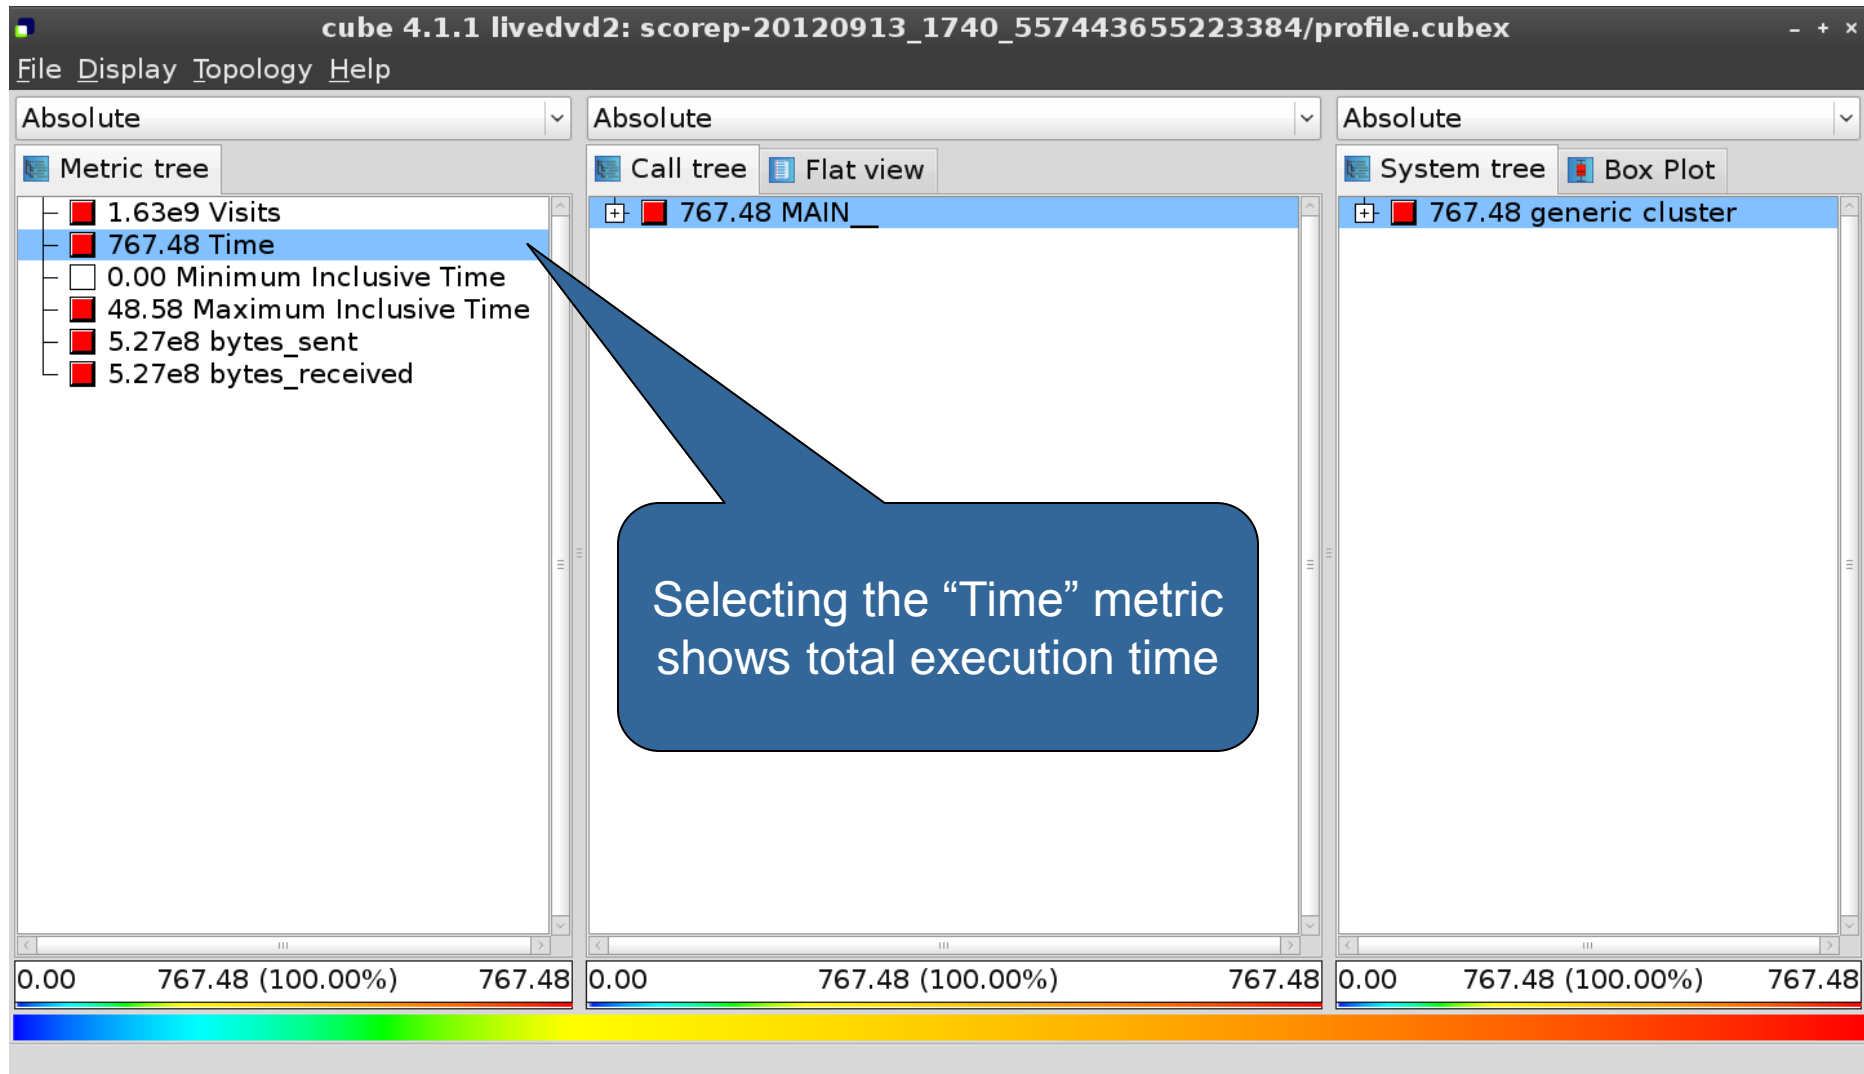 cube 4.1.1 livedvd2: scorep-20120913_1740_557443655223384/profile.cubex
File Display Topology Help
Absolute
Absolute
Absolute
Metric tree
Call tree
Flat view
System tree
Box Plot
1.63e9 Visits
767.48 Time
0.00 Minimum Inclusive Time
48.58 Maximum Inclusive Time
5.27e8 bytes_sent
5.27e8 bytes_received
767.48 MAIN__
767.48 generic cluster
Selecting the “Time” metric
shows total execution time
0.00 767.48 (100.00%) 767.48
0.00 767.48 (100.00%) 767.48
0.00 767.48 (100.00%) 767.48